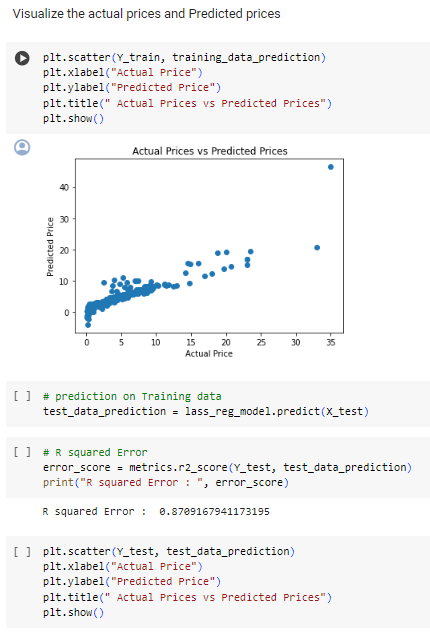 Visualize the actual prices and Predicted prices
plt.scatter(Y_train, training_data_prediction)
plt.xlabel("Actual Price")
plt.ylabel("Predicted Price")
plt.title(" Actual Prices vs Predicted Prices")
plt.show()
Actual Prices vs Predicted Prices
40
30
20
10
0
Predicted Price
0 5 10 15 20 25 30 35
Actual Price
[ ] # prediction on Training data
test_data_prediction = lass_reg_model.predict(X_test)
[ ] # R squared Error
error_score = metrics.r2_score(Y_test, test_data_prediction)
print("R squared Error : ", error_score)
R squared Error :  0.8709167941173195
[ ] plt.scatter(Y_test, test_data_prediction)
plt.xlabel("Actual Price")
plt.ylabel("Predicted Price")
plt.title(" Actual Prices vs Predicted Prices")
plt.show()